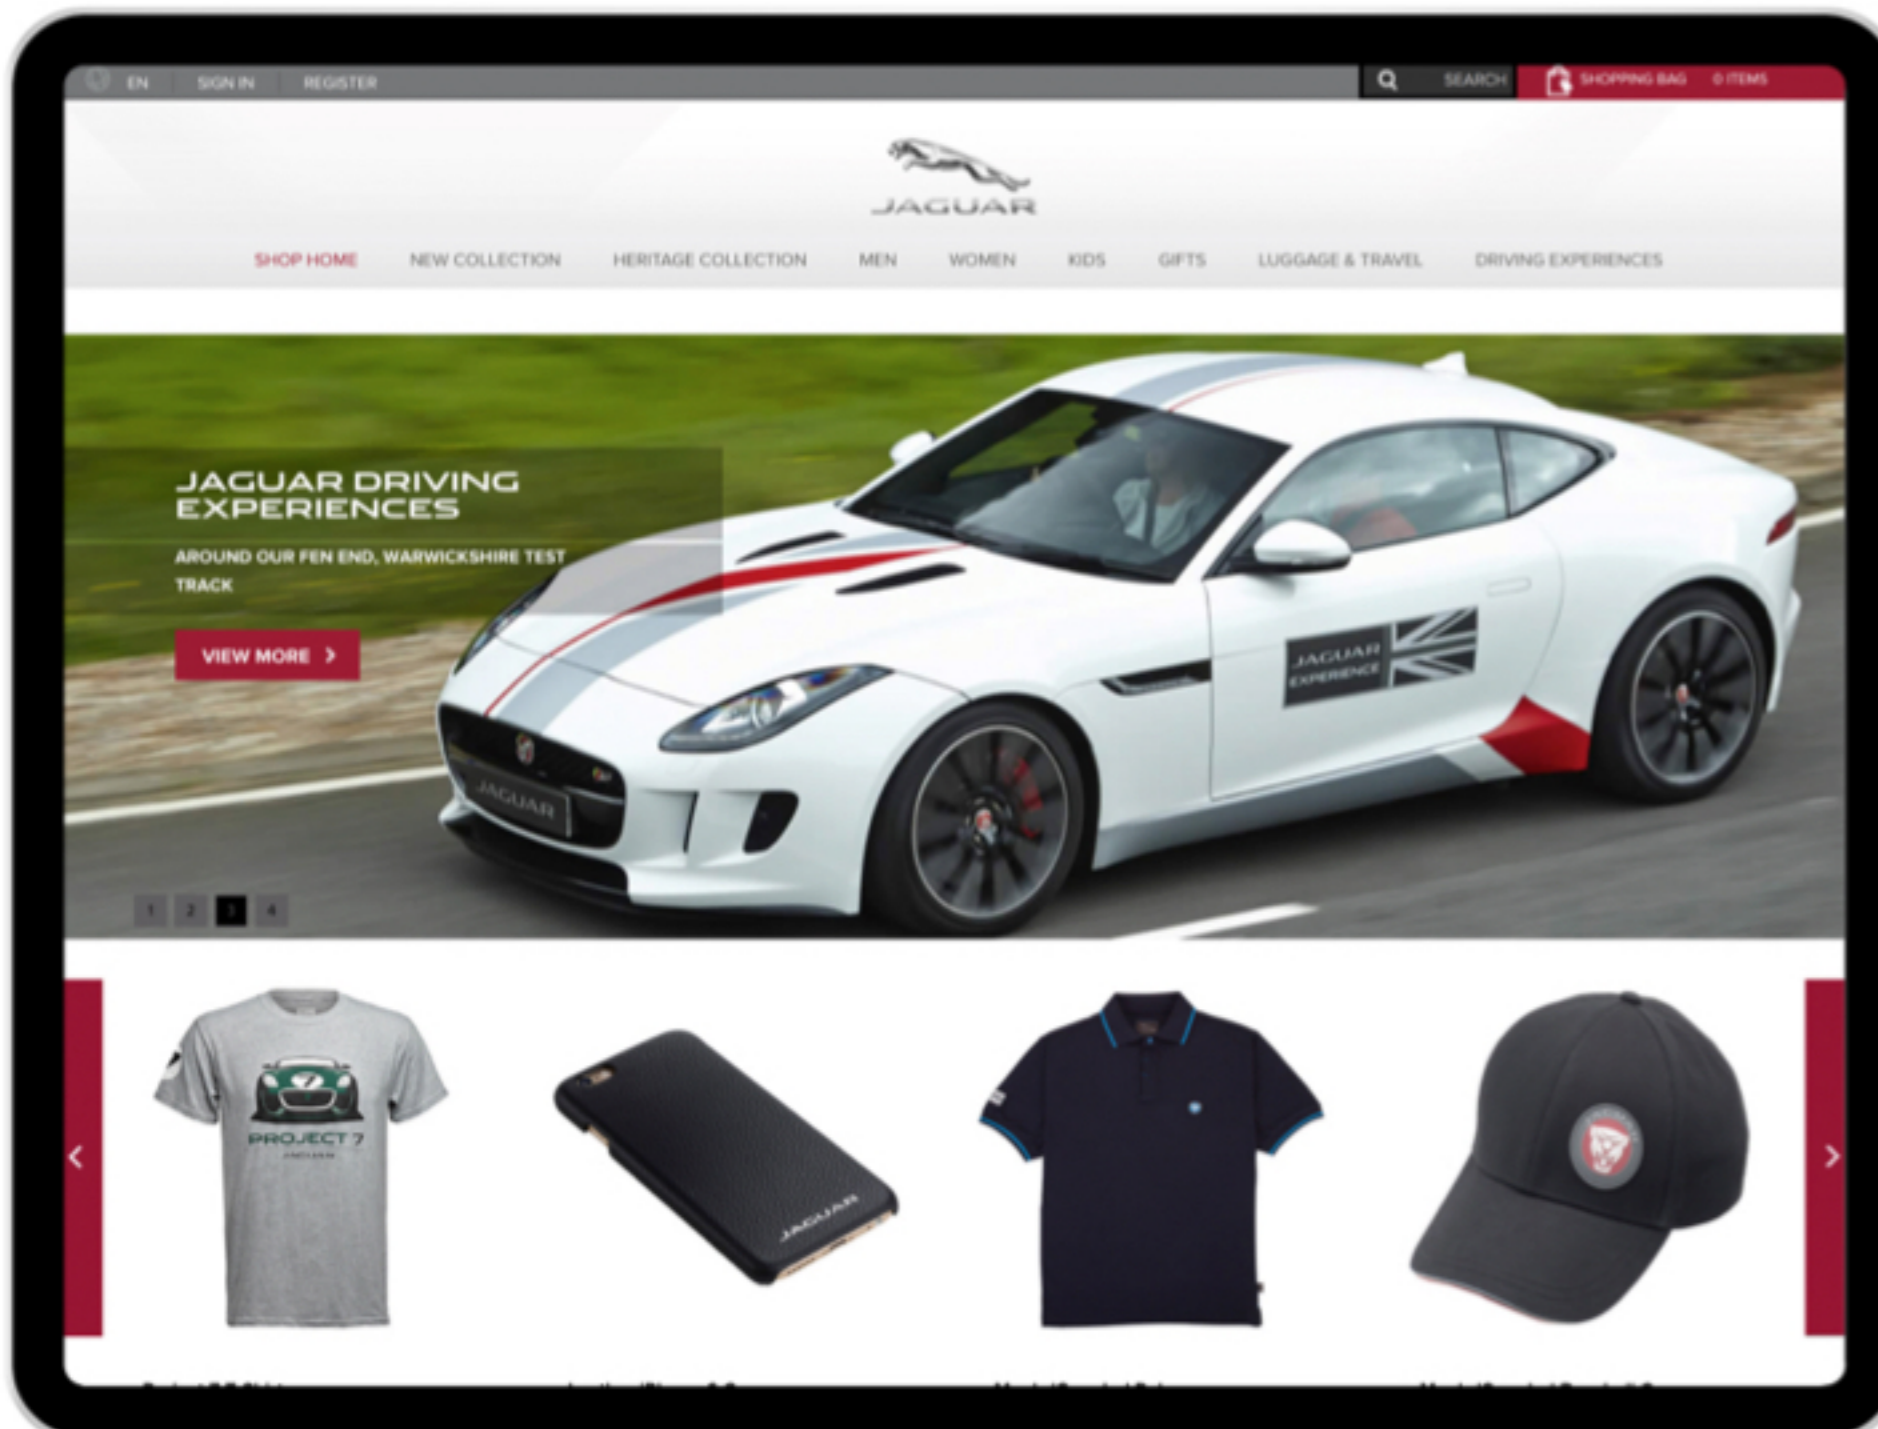 EN SIGN IN REGISTER SEARCH SHOPPING BAG 0 ITEMS
JAGUAR
SHOP HOME NEW COLLECTION HERITAGE COLLECTION MEN WOMEN KIDS GIFTS LUGGAGE & TRAVEL DRIVING EXPERIENCES
JAGUAR DRIVING
EXPERIENCES
AROUND OUR FEN END, WARWICKSHIRE TEST
TRACK
VIEW MORE
JAGUAR
EXPERIENCE
JAGUAR
1 2 3 4
7
PROJECT 7
JAGUAR
JAGUAR